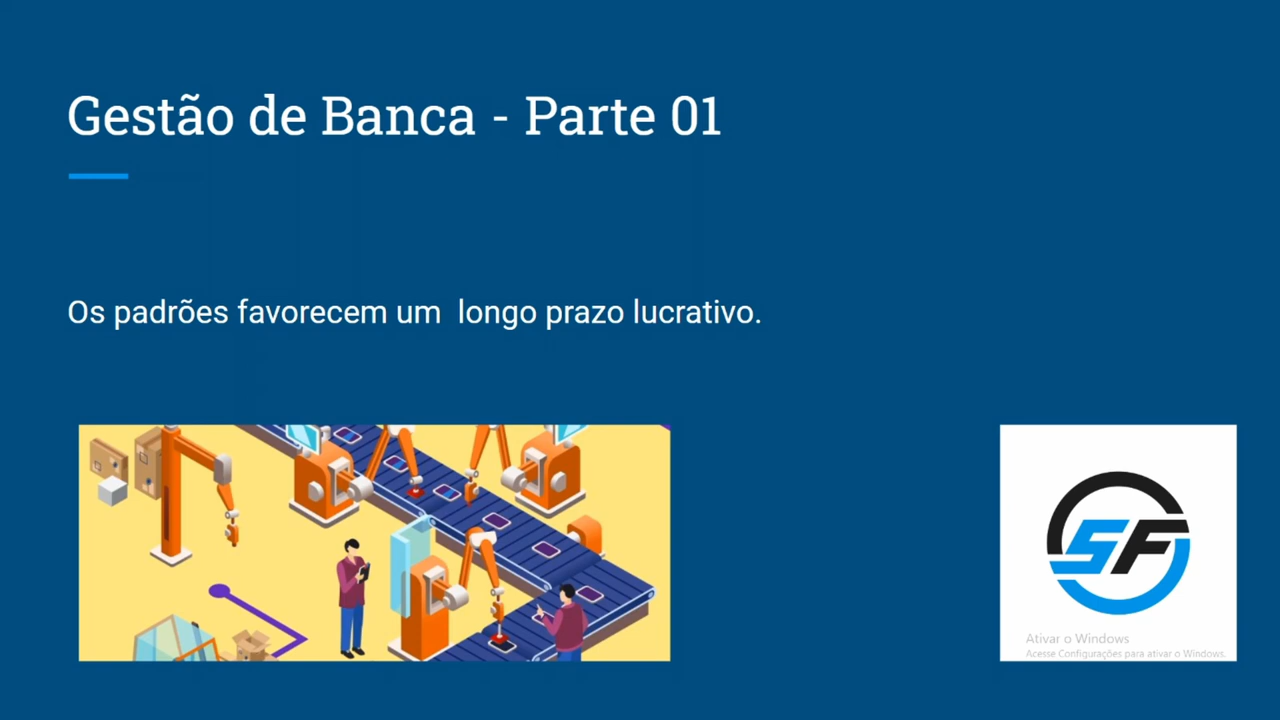 Gestão de Banca - Parte 01
Os padrões favorecem um longo prazo lucrativo.
SF
Ativar o Windows
Acesse Configurações para ativar o Windows.